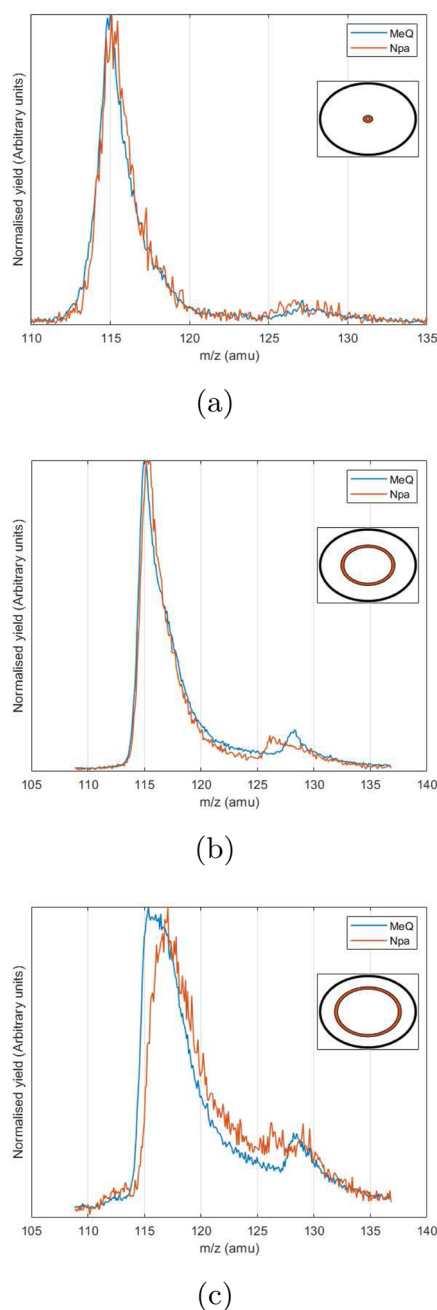 Normalised yield (Arbitrary units)
MeQ
Npa
110 115 120 125 130 135
m/z (amu)
(a)
Normalised yield (Arbitrary units)
MeQ
Npa
105 110 115 120 125 130 135 140
m/z (amu)
(b)
Normalised yield (Arbitrary units)
MeQ
Npa
105 110 115 120 125 130 135 140
m/z (amu)
(c)